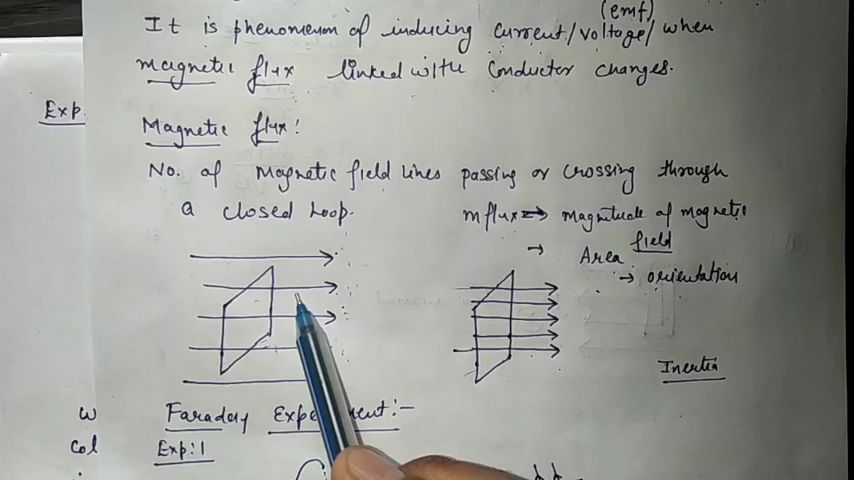 (emf)
It is phenomenon of inducing current/voltage/ when
magnetic flux linked with conductor changes.
Exp.
Magnetic flux:
No. of Magnetic field lines passing or crossing through
a closed loop.
m flux → magnitude of magnetic field
→ Area
→ orientation
Inertia
Faraday Experiment:-
w
col
Exp:1